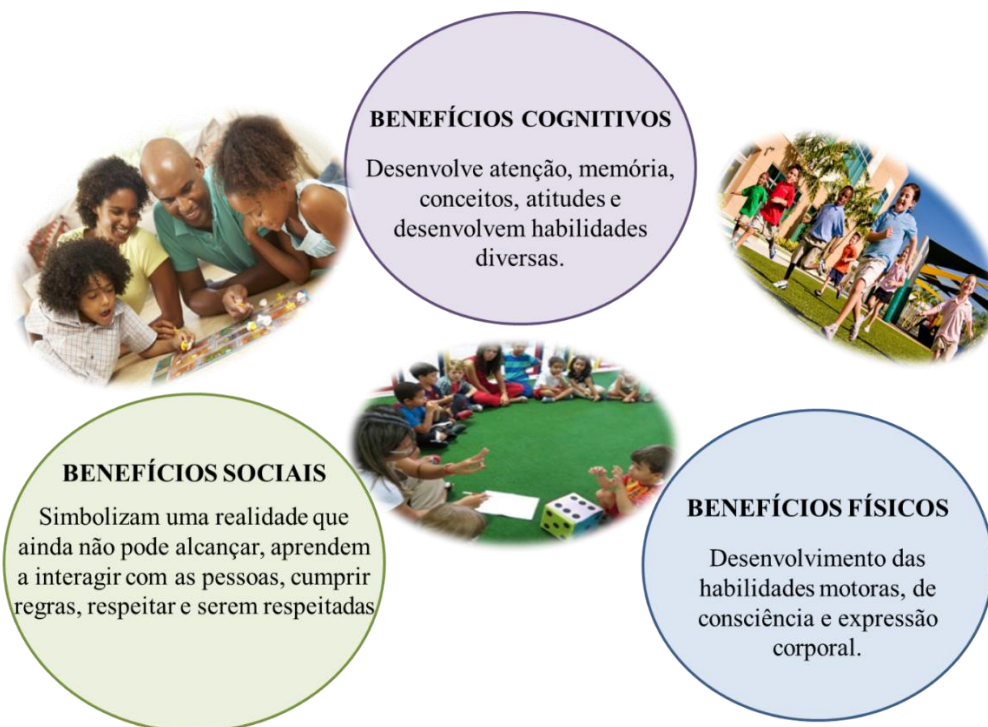 BENEFÍCIOS COGNITIVOS
Desenvolve atenção, memória,
conceitos, atitudes e
desenvolvem habilidades
diversas.
BENEFÍCIOS SOCIAIS
Simbolizam uma realidade que
ainda não pode alcançar, aprendem
a interagir com as pessoas, cumprir
regras, respeitar e serem respeitadas
BENEFÍCIOS FÍSICOS
Desenvolvimento das
habilidades motoras, de
consciência e expressão
corporal.